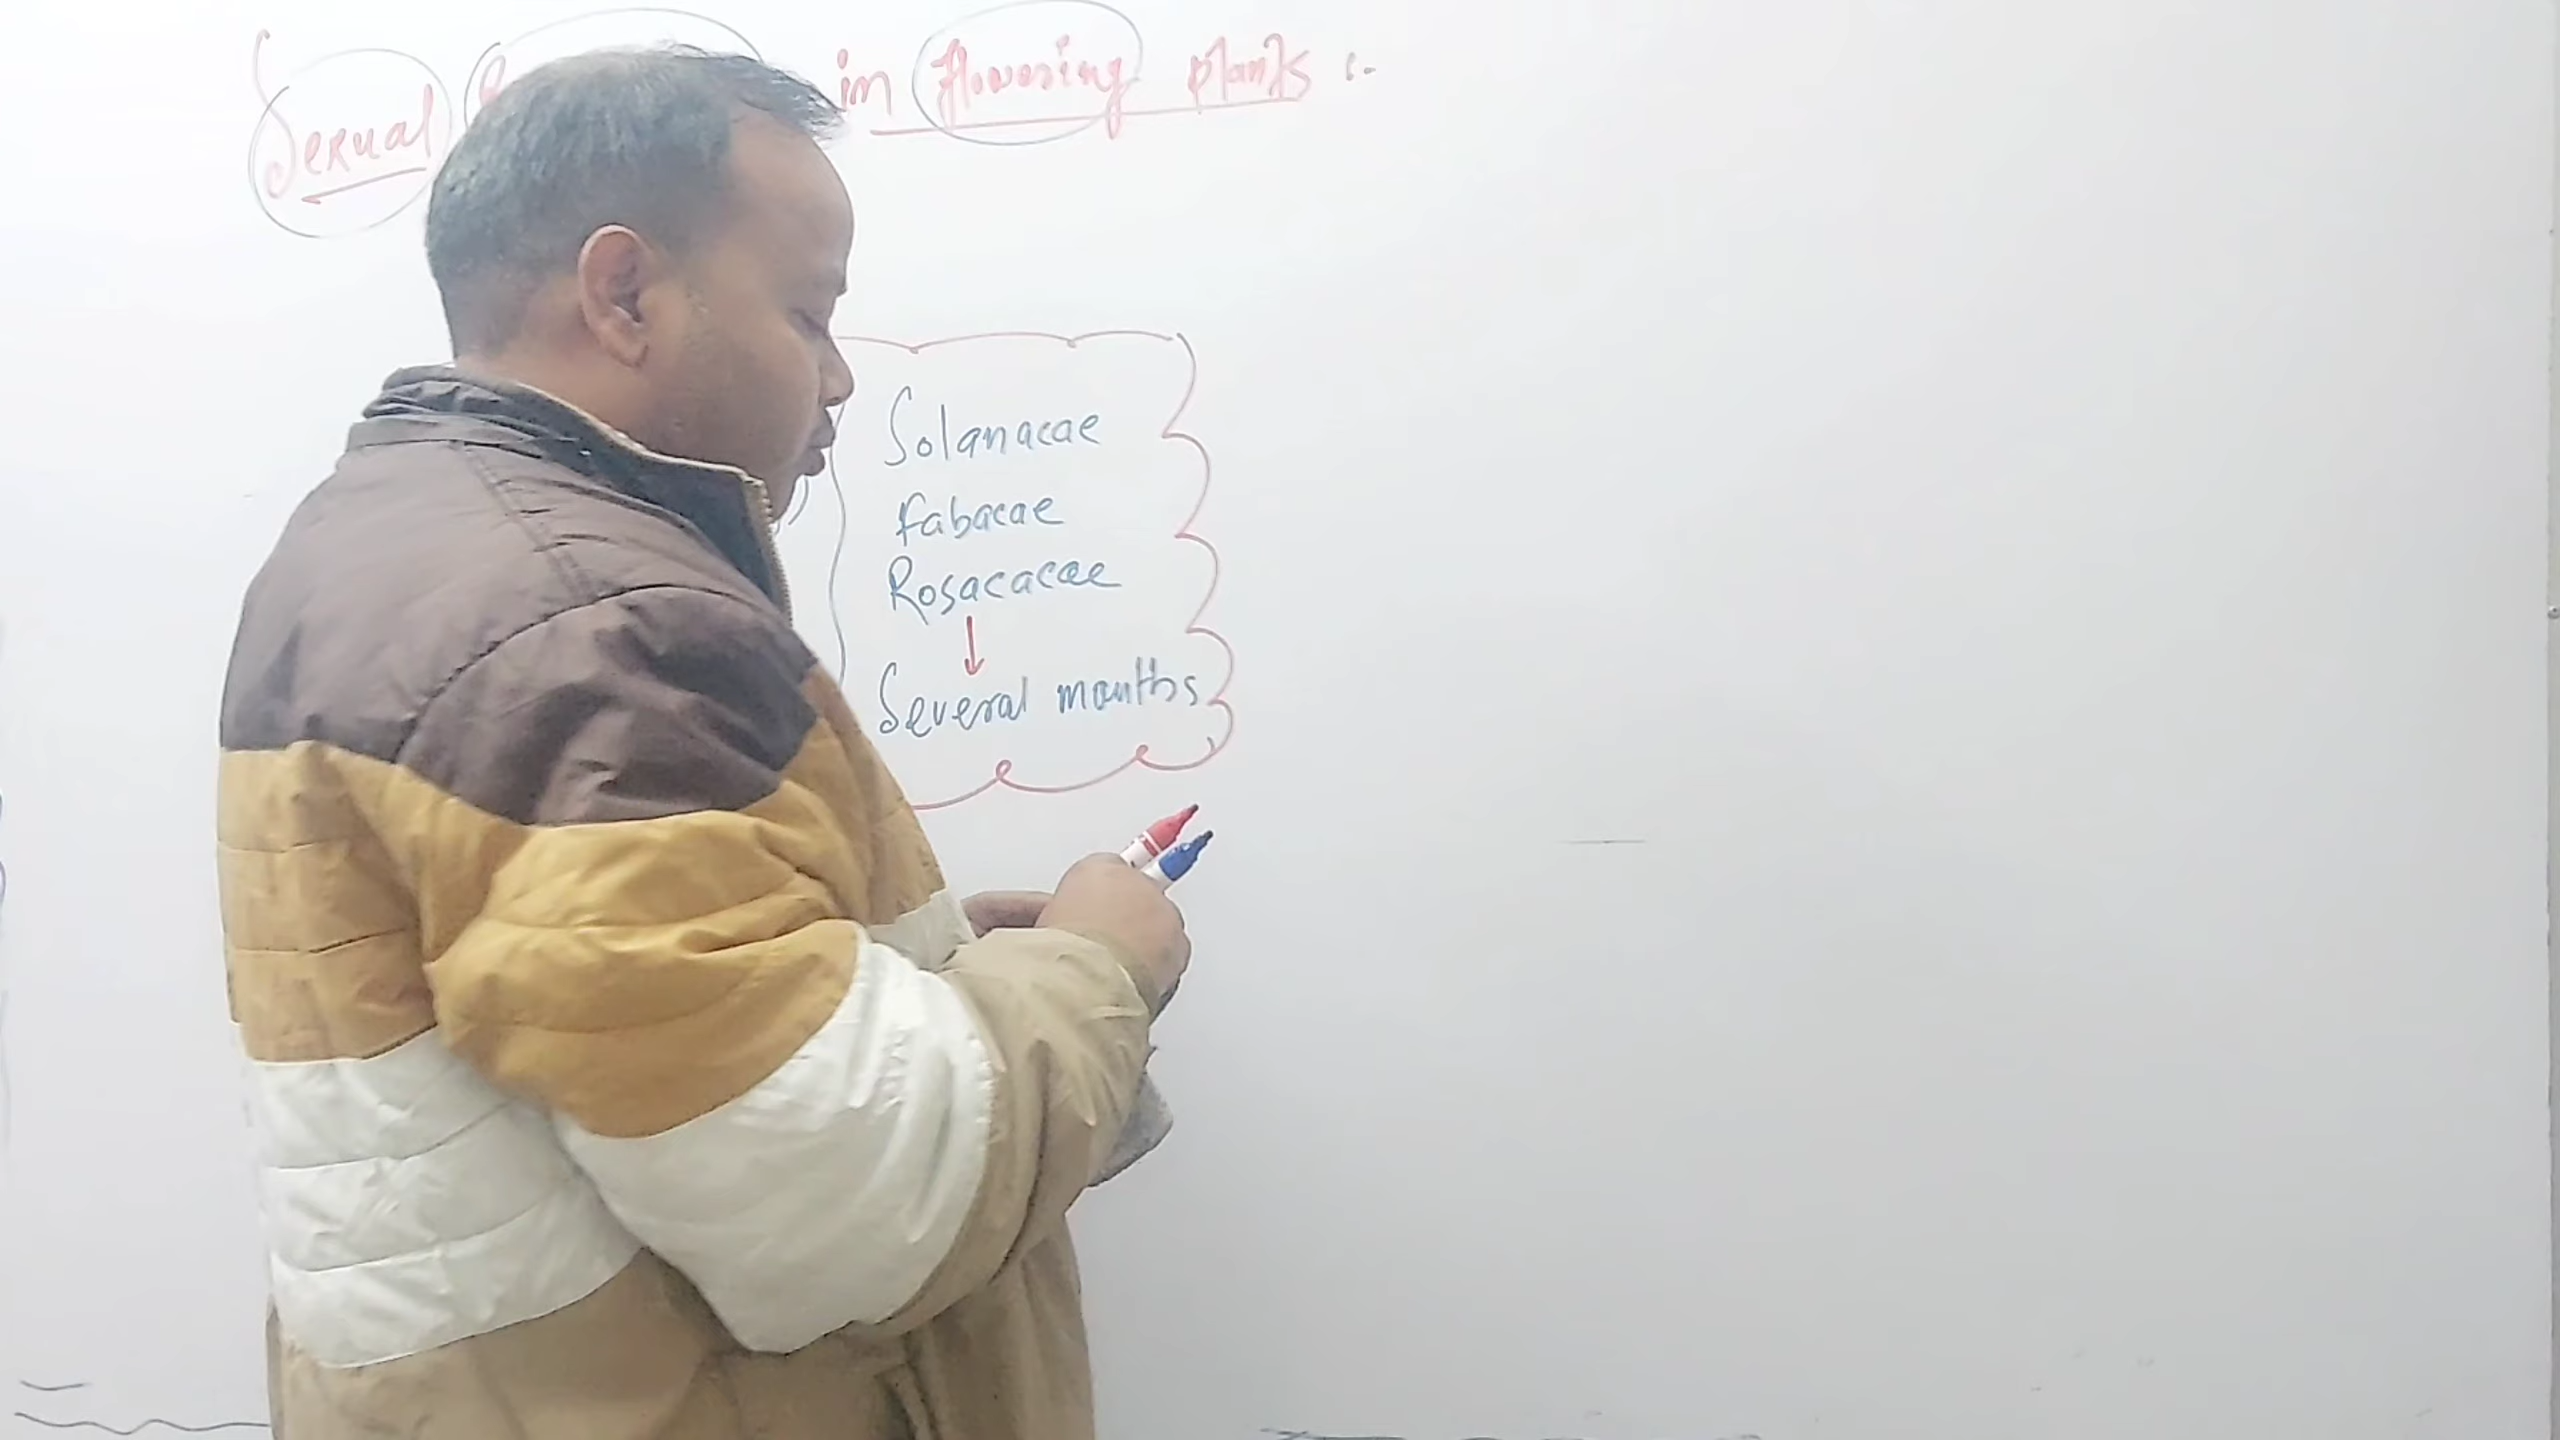 Sexual in flowering plants :-
Solanacae
Fabacae
Rosacacae
↓
Several months